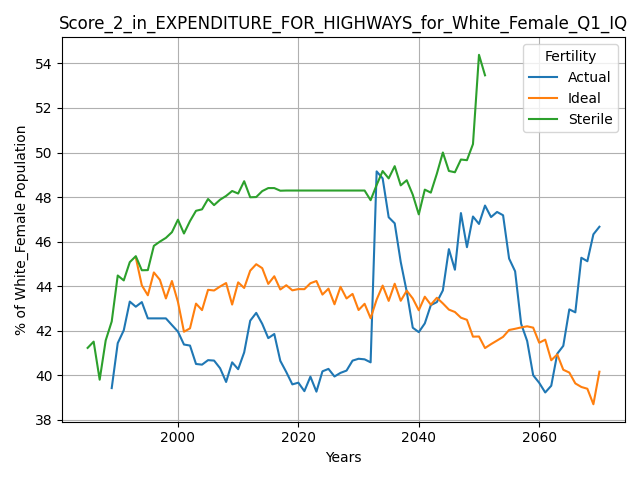 Score_2_in_EXPENDITURE_FOR_HIGHWAYS_for_White_Female_Q1_IQ
% of White_Female Population
54
52
50
48
46
44
42
40
38
2000
2020
2040
2060
Years
Fertility
Actual
Ideal
Sterile